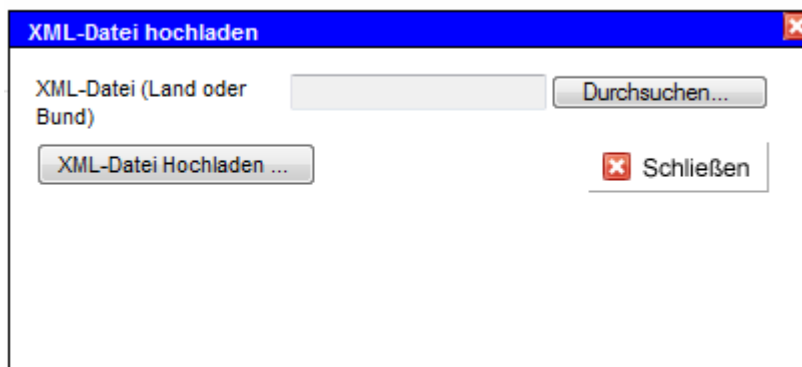 XML-Datei hochladen
XML-Datei (Land oder
Bund)
Durchsuchen...
XML-Datei Hochladen ...
Schließen